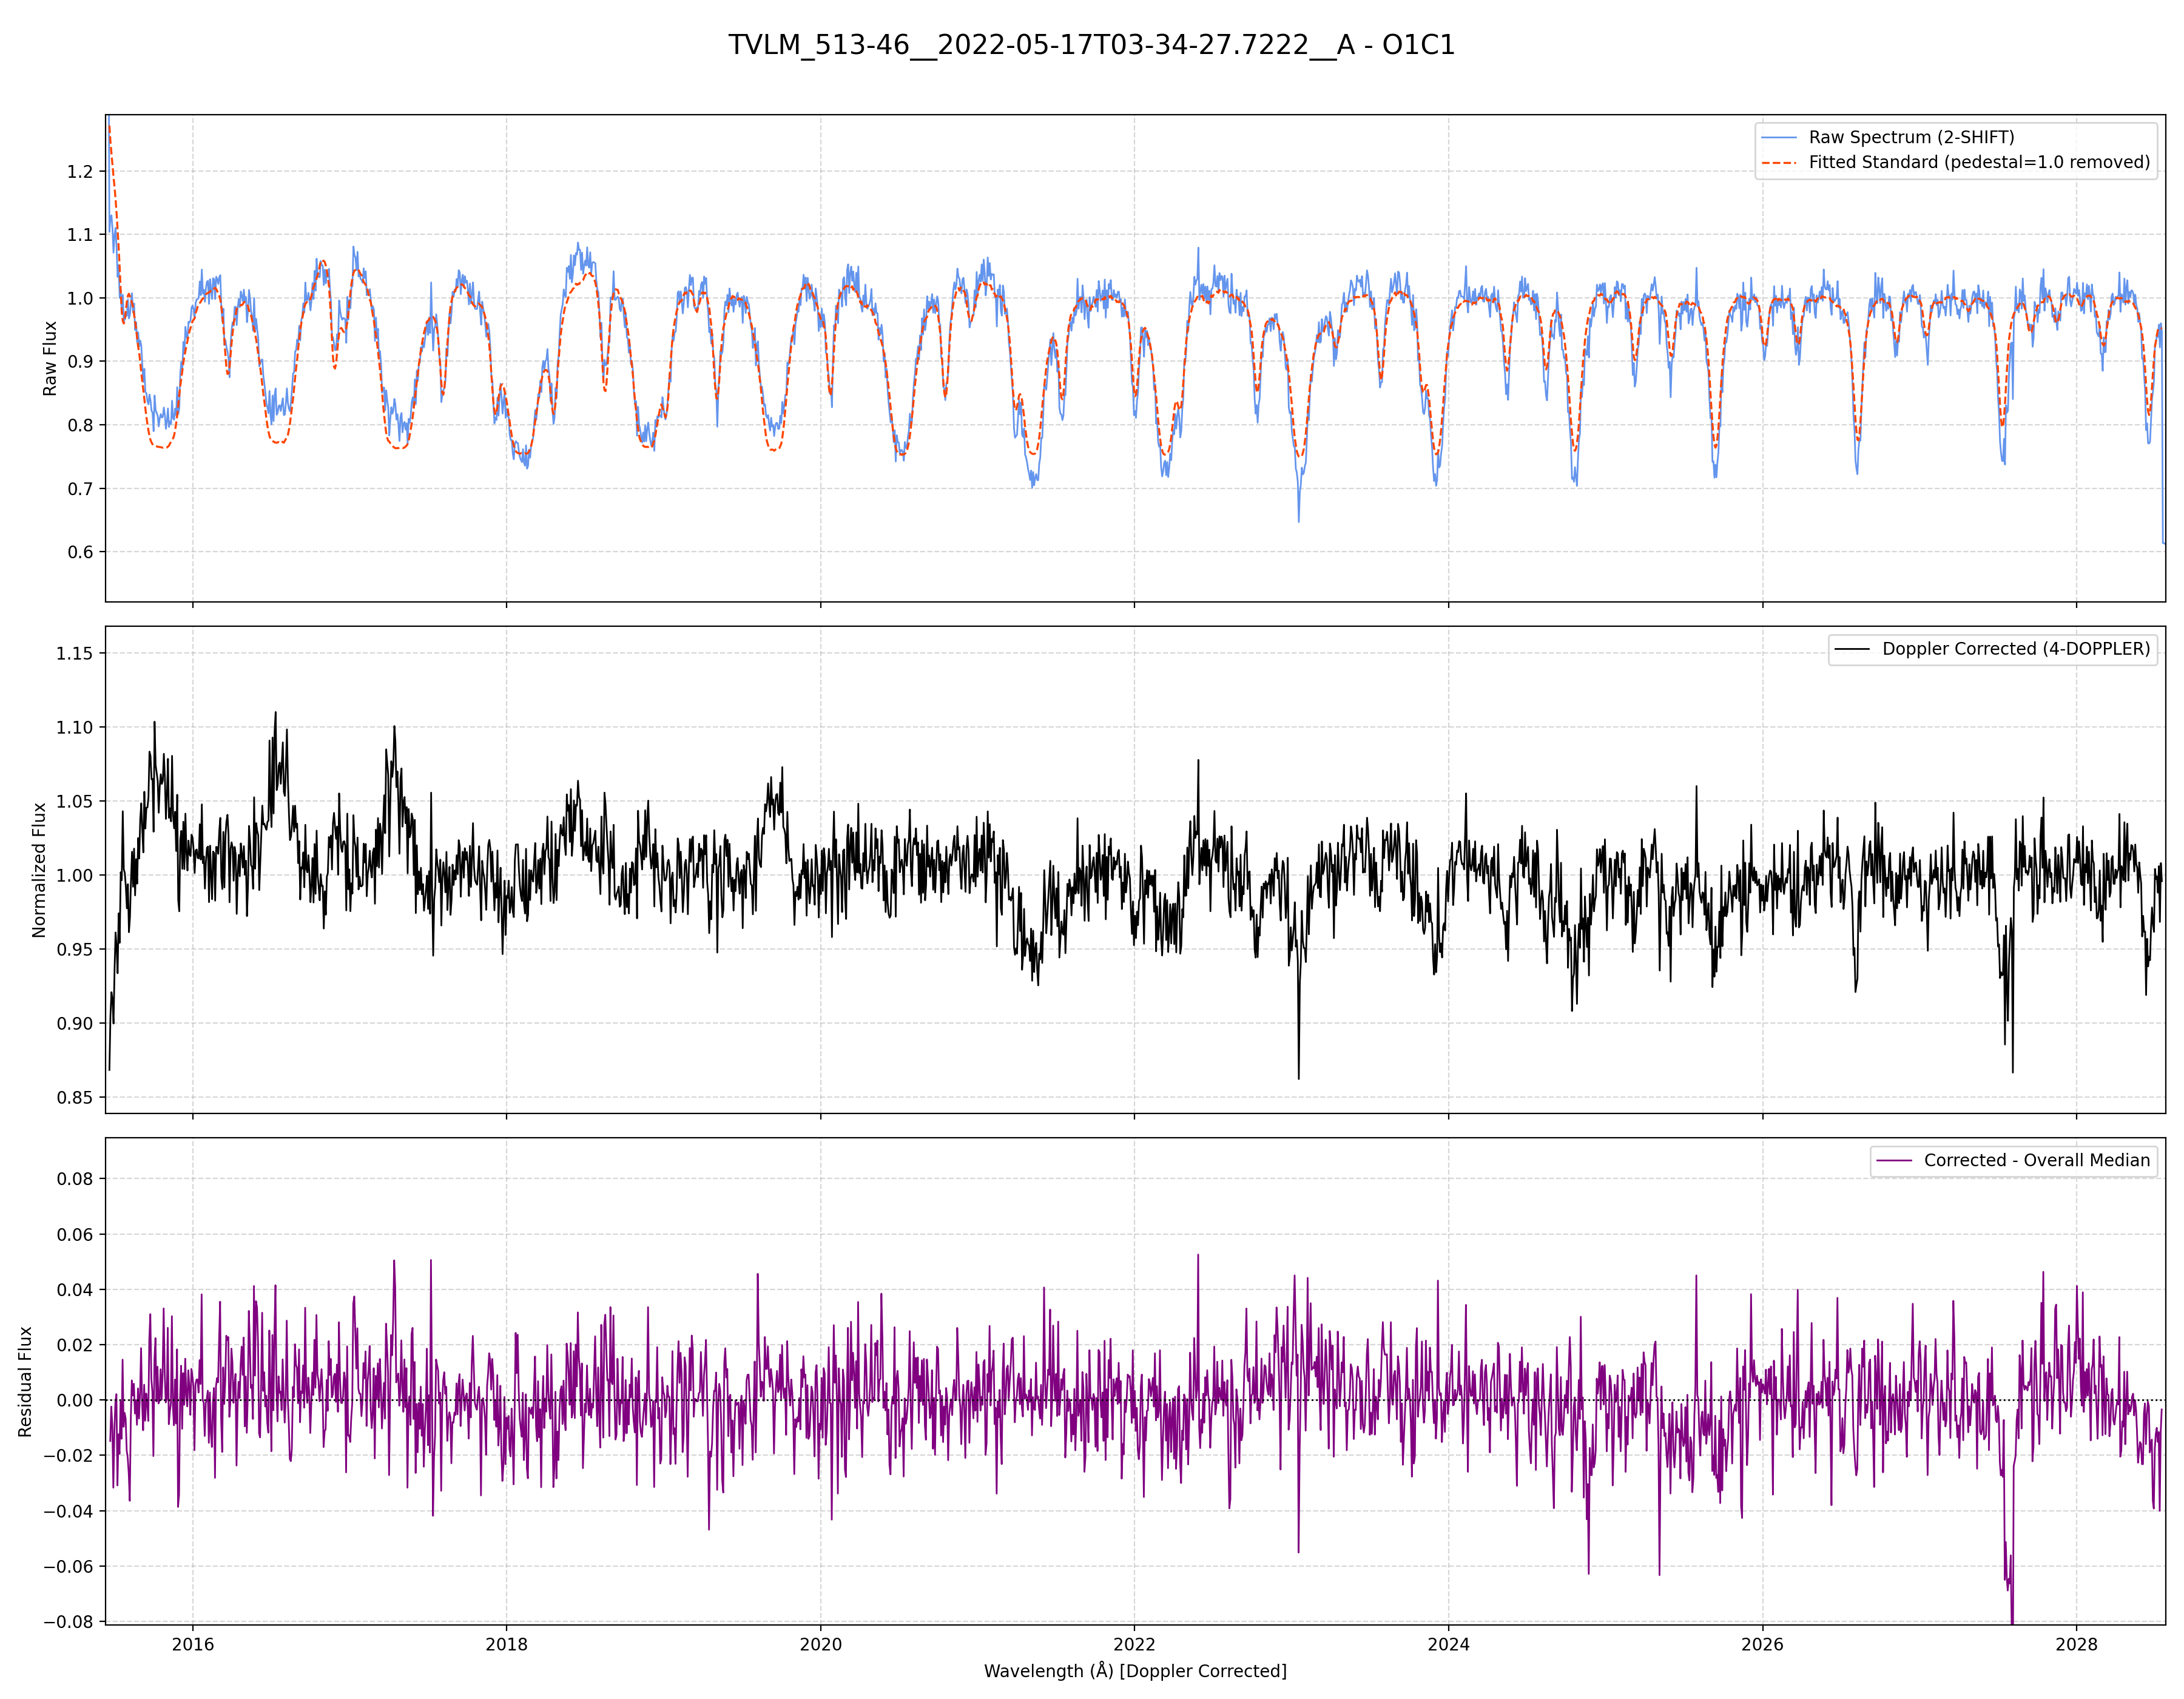 TVLM_513-46__2022-05-17T03-34-27.7222__A - O1C1
Raw Spectrum (2-SHIFT)
Fitted Standard (pedestal=1.0 removed)
1.2
1.1
1.0
0.9
0.8
0.7
0.6
Raw Flux
Doppler Corrected (4-DOPPLER)
1.15
1.10
1.05
1.00
0.95
0.90
0.85
Normalized Flux
Corrected - Overall Median
0.08
0.06
0.04
0.02
0.00
−0.02
−0.04
−0.06
−0.08
Residual Flux
2016 2018 2020 2022 2024 2026 2028
Wavelength (Å) [Doppler Corrected]